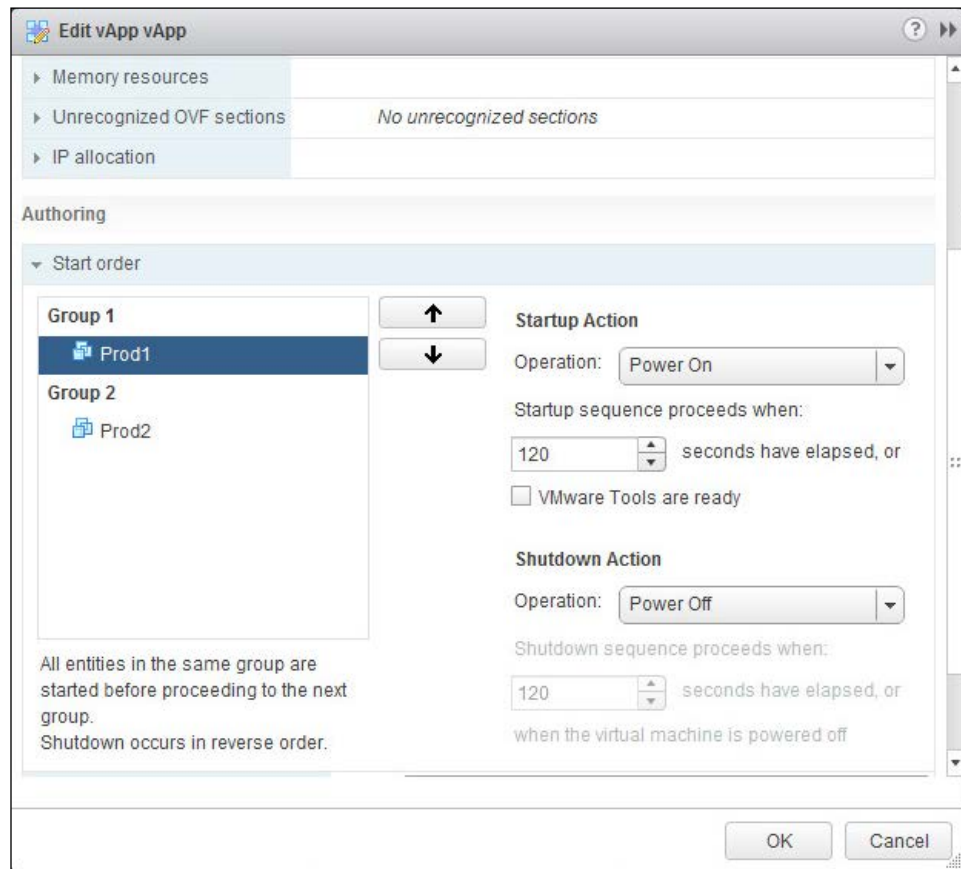 Edit vApp vApp
?
Memory resources
Unrecognized OVF sections No unrecognized sections
IP allocation
Authoring
Start order
Group 1
Prod1
Group 2
Prod2
All entities in the same group are
started before proceeding to the next
group.
Shutdown occurs in reverse order.
Startup Action
Operation: Power On
Startup sequence proceeds when:
120 seconds have elapsed, or
VMware Tools are ready
Shutdown Action
Operation: Power Off
Shutdown sequence proceeds when:
120 seconds have elapsed, or
when the virtual machine is powered off
OK Cancel